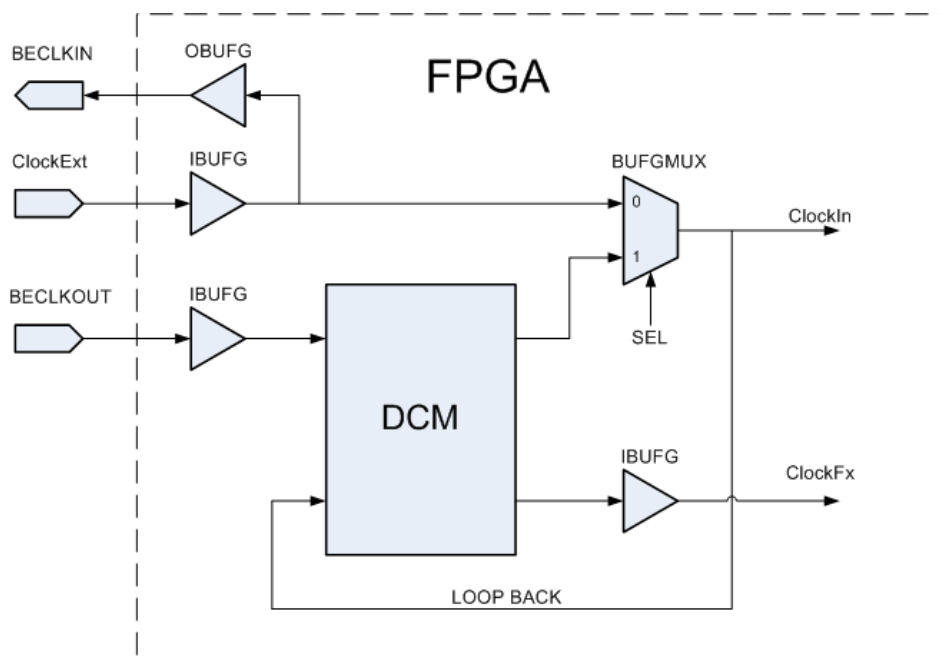 BECLKIN
OBUFG
FPGA
ClockExt
IBUFG
BUFGMUX
0
ClockIn
1
BECLKOUT
IBUFG
SEL
DCM
IBUFG
ClockFx
LOOP BACK